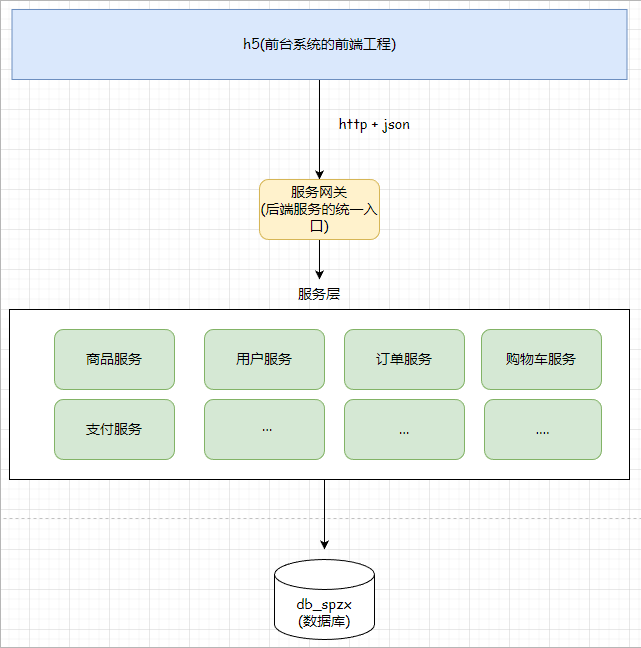 h5(前台系统的前端工程)
http + json
服务网关
(后端服务的统一入
口)
服务层
商品服务
用户服务
订单服务
购物车服务
支付服务
...
...
....
db_spzx
(数据库)